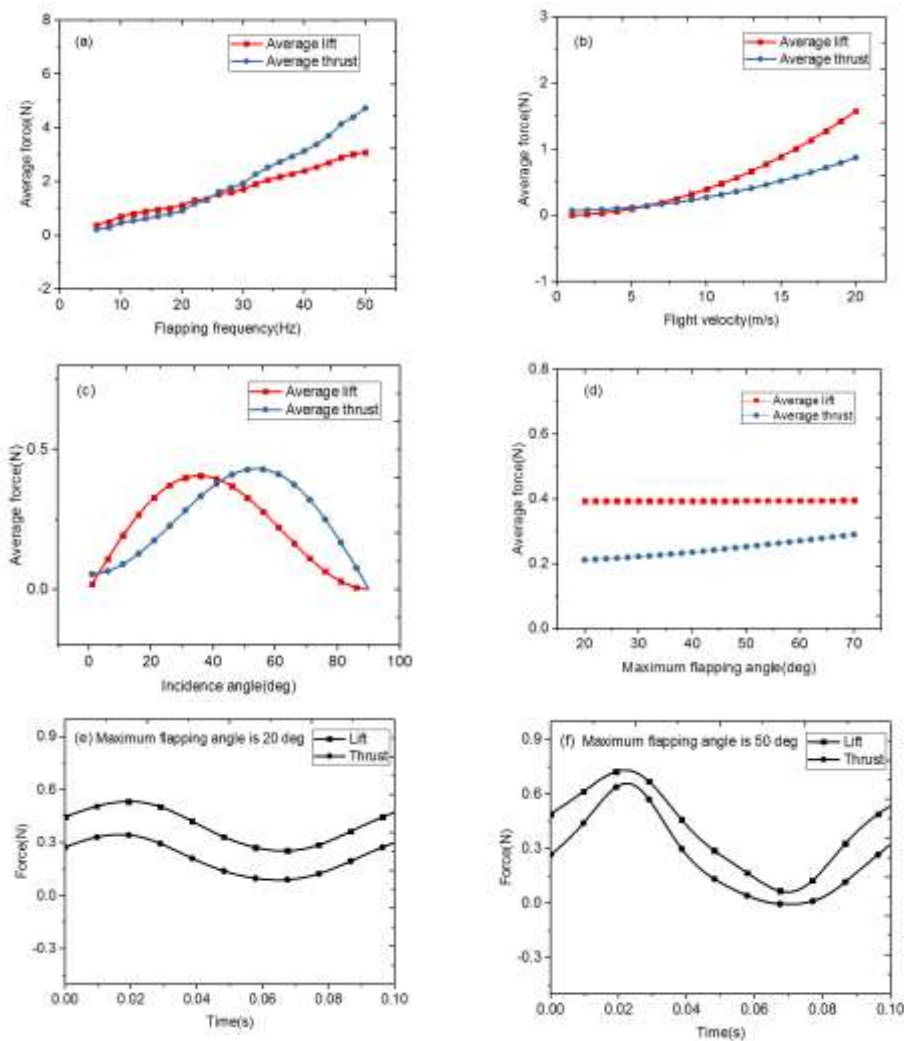 (a)
Average lift
Average thrust
8
6
4
2
0
-2
Average force(N)
0 10 20 30 40 50
Flapping frequency(Hz)
(b)
Average lift
Average thrust
3
2
1
0
-1
Average force(N)
0 5 10 15 20
Flight velocity(m/s)
(c)
Average lift
Average thrust
0.5
0.0
Average force(N)
0 20 40 60 80 100
Incidence angle(deg)
(d)
Average lift
Average thrust
0.8
0.6
0.4
0.2
0.0
Average force(N)
20 30 40 50 60 70
Maximum flapping angle(deg)
(e) Maximum flapping angle is 20 deg
Lift
Thrust
0.9
0.6
0.3
0.0
-0.3
Force(N)
0.00 0.02 0.04 0.06 0.08 0.10
Time(s)
(f) Maximum flapping angle is 50 deg
Lift
Thrust
0.9
0.6
0.3
0.0
-0.3
Force(N)
0.00 0.02 0.04 0.06 0.08 0.10
Time(s)